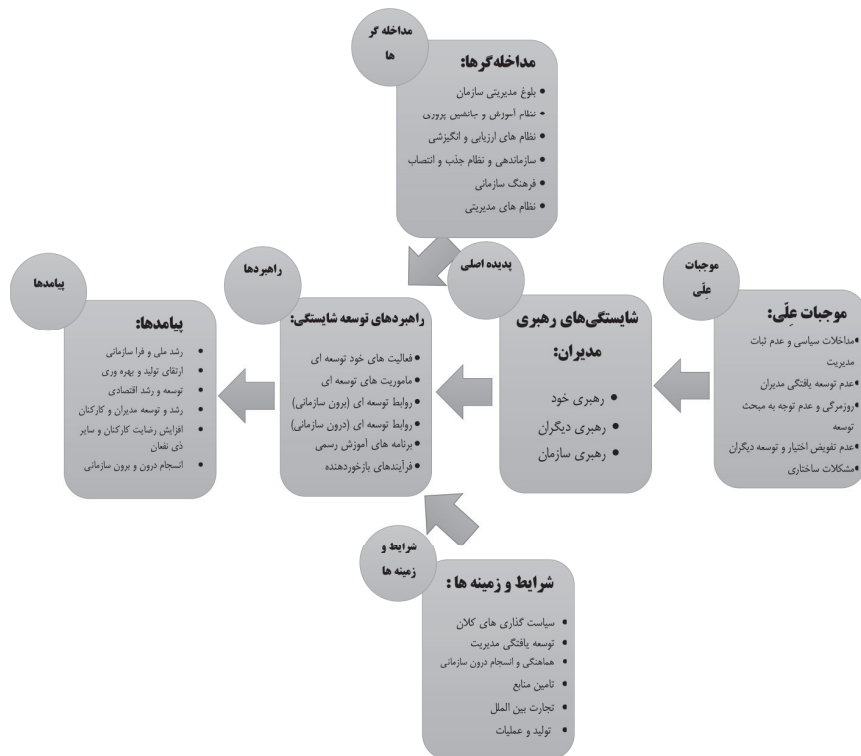 مداخله گر
ها
مداخله‌گرها:
• بلوغ مدیریتی سازمان
• نظام آموزش و جانشین پروری
• نظام های ارزیابی و انگیزشی
• سازماندهی و نظام جذب و انتصاب
• فرهنگ سازمانی
• نظام های مدیریتی
موجبات
عِلّی
موجبات عِلّی:
•مداخلات سیاسی و عدم ثبات
مدیریت
•عدم توسعه یافتگی مدیران
•روزمرگی و عدم توجه به مبحث
توسعه
•عدم تفویض اختیار و توسعه دیگران
•مشکلات ساختاری
پدیده اصلی
شایستگی‌های رهبری
مدیران:
• رهبری خود
• رهبری دیگران
• رهبری سازمان
راهبردها
راهبردهای توسعه شایستگی:
•فعالیت های خود توسعه ای
•ماموریت های توسعه ای
•روابط توسعه ای (برون سازمانی)
•روابط توسعه ای (درون سازمانی)
•برنامه های آموزش رسمی
•فرآیندهای بازخوردهنده
پیامدها
پیامدها:
• رشد ملی و فرا سازمانی
• ارتقای تولید و بهره وری
• توسعه و رشد اقتصادی
• رشد و توسعه مدیران و کارکنان
• افزایش رضایت کارکنان و سایر
ذی نفعان
• انسجام درون و برون سازمانی
شرایط و
زمینه ها
شرایط و زمینه ها :
• سیاست گذاری های کلان
• توسعه یافتگی مدیریت
• هماهنگی و انسجام درون سازمانی
• تامین منابع
• تجارت بین الملل
• تولید و عملیات